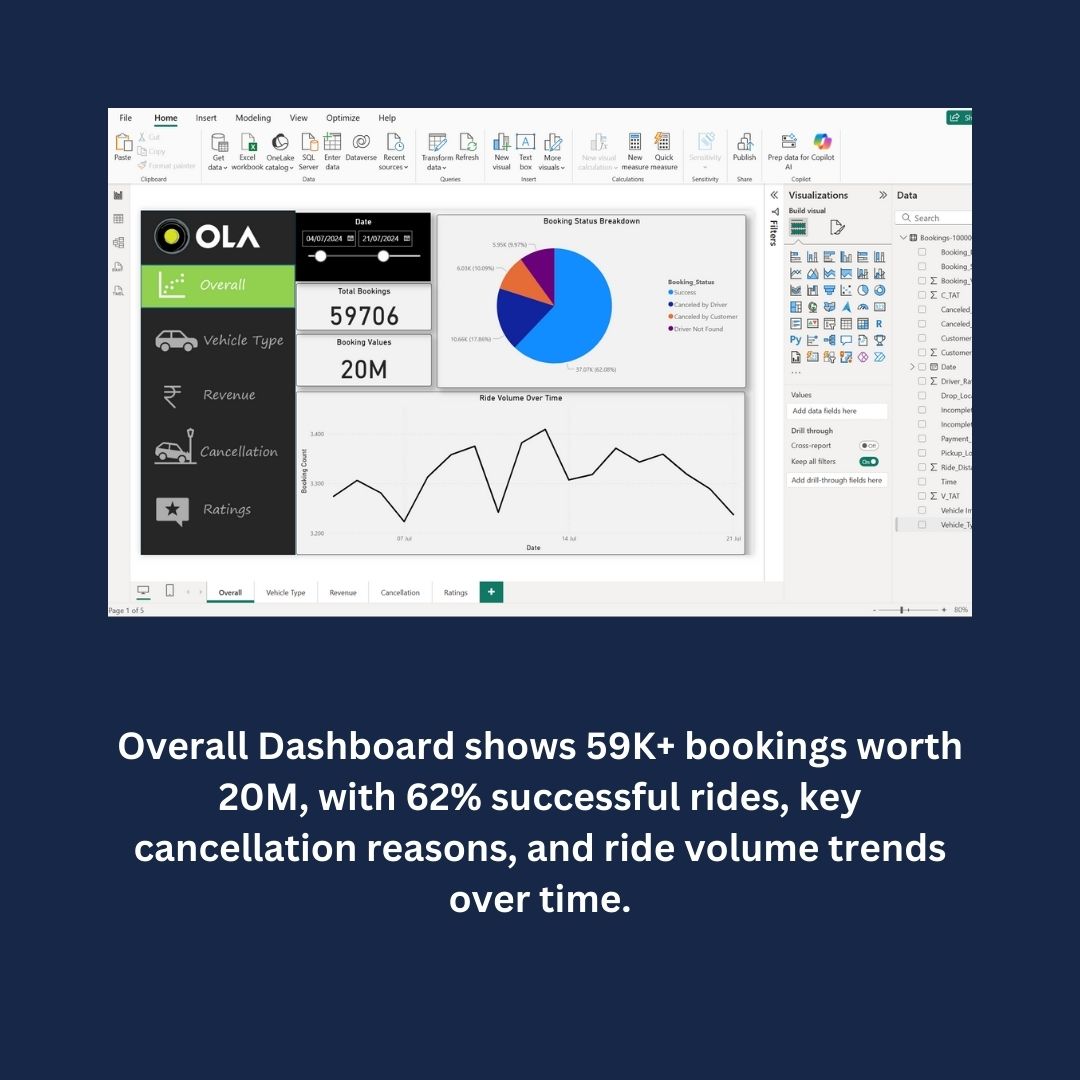 File Home Insert Modeling View Optimize Help
Paste
Cut
Copy
Format painter
Clipboard
Get data
Excel workbook
OneLake catalog
SQL Server
Enter data
Dataverse
Recent sources
Data
Transform data
Refresh
Queries
New visual
Text box
More visuals
Insert
New visual calculation
New measure
Quick measure
Calculations
Sensitivity
Sensitivity
Publish
Share
Prep data for AI
Copilot
Copilot
OLA
Overall
Vehicle Type
Revenue
Cancellation
Ratings
Date
04/07/2024 21/07/2024
Total Bookings
59706
Booking Values
20M
Booking Status Breakdown
5.95K (9.97%)
6.03K (10.09%)
10.66K (17.86%)
37.07K (62.08%)
Booking_Status
Success
Canceled by Driver
Canceled by Customer
Driver Not Found
Ride Volume Over Time
Booking Count
3,400
3,300
3,200
07 Jul 14 Jul 21 Jul
Date
Filters
Visualizations
Build visual
Values
Add data fields here
Drill through
Cross-report Off
Keep all filters On
Add drill-through fields here
Data
Search
Bookings-10000
Booking_
Booking_
Booking_
C_TAT
Canceled_
Canceled_
Customer
Customer
Date
Driver_Ra
Drop_Loc
Incomplet
Incomplet
Payment_
Pickup_Lo
Ride_Dista
Time
V_TAT
Vehicle Im
Vehicle_Ty
Overall Vehicle Type Revenue Cancellation Ratings +
Page 1 of 5
- + 80%
Overall Dashboard shows 59K+ bookings worth
20M, with 62% successful rides, key
cancellation reasons, and ride volume trends
over time.